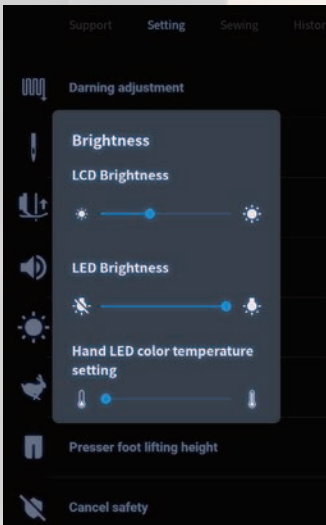 Support Setting Sewing Histor
Darning adjustment
Brightness
LCD Brightness
LED Brightness
Hand LED color temperature
setting
Presser foot lifting height
Cancel safety